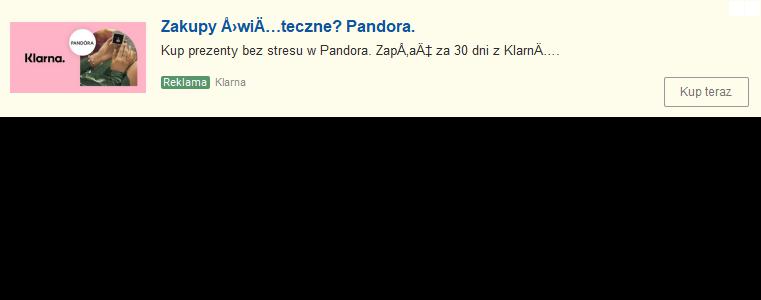 Zakupy Å›wiÄ…teczne? Pandora.
Klarna.
PANDÖRA
Kup prezenty bez stresu w Pandora. ZapÅ‚aÄ‡ za 30 dni z KlarnÄ….…
Reklama Klarna
Kup teraz